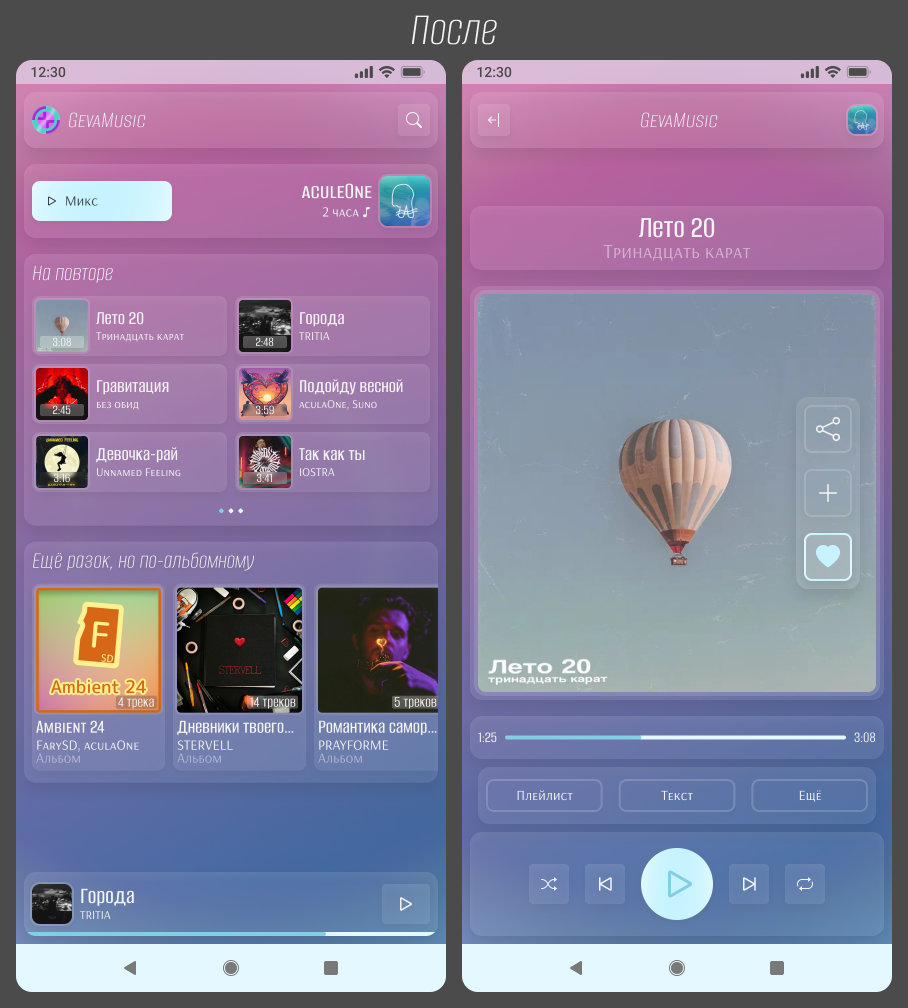 После
12:30
GevaMusic
Микс
aculeOne
2 часа
На повторе
3:08
Лето 20
Тринадцать карат
2:48
Города
TRITIA
2:45
Гравитация
без обид
3:59
Подойду весной
aculaOne, Suno
UNNAMED FEELING
3:16
Девочка-рай
Unnamed Feeling
3:41
Так как ты
IOSTRA
Ещё разок, но по-альбомному
F
SD
Ambient 24
4 трека
Ambient 24
FarySD, aculaOne
Альбом
STERVELL
14 треков
Дневники твоего...
STERVELL
Альбом
5 треков
Романтика самор...
PRAYFORME
Альбом
Города
TRITIA
12:30
GevaMusic
Лето 20
Тринадцать карат
Лето 20
тринадцать карат
1:25
3:08
Плейлист
Текст
Ещё